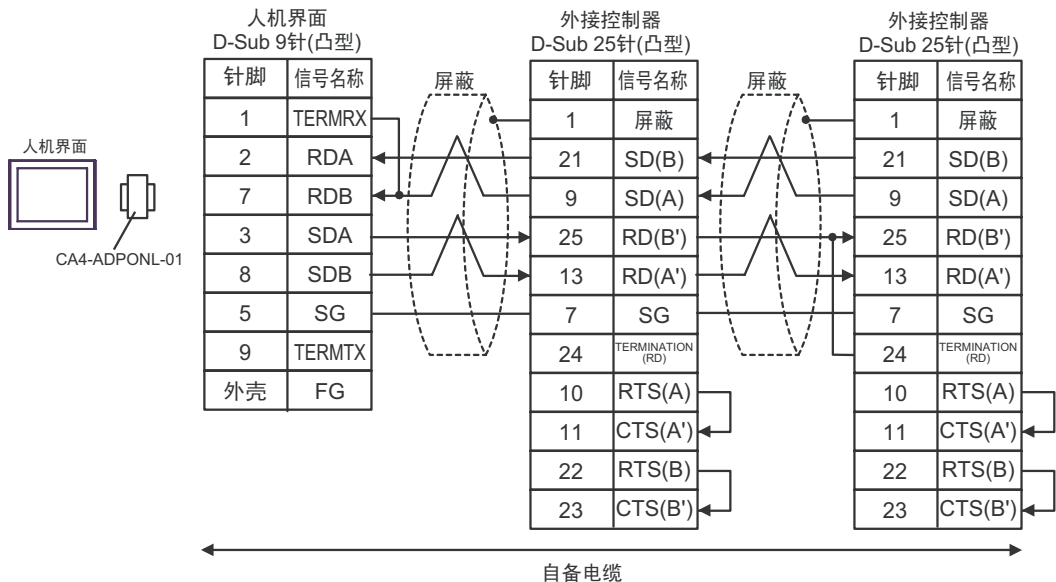 人机界面
D-Sub 9针(凸型)
外接控制器
D-Sub 25针(凸型)
外接控制器
D-Sub 25针(凸型)
人机界面
CA4-ADPONL-01
针脚 信号名称
1 TERMRX
2 RDA
7 RDB
3 SDA
8 SDB
5 SG
9 TERMTX
外壳 FG
屏蔽
针脚 信号名称
1 屏蔽
21 SD(B)
9 SD(A)
25 RD(B')
13 RD(A')
7 SG
24 TERMINATION
(RD)
10 RTS(A)
11 CTS(A')
22 RTS(B)
23 CTS(B')
屏蔽
针脚 信号名称
1 屏蔽
21 SD(B)
9 SD(A)
25 RD(B')
13 RD(A')
7 SG
24 TERMINATION
(RD)
10 RTS(A)
11 CTS(A')
22 RTS(B)
23 CTS(B')
自备电缆